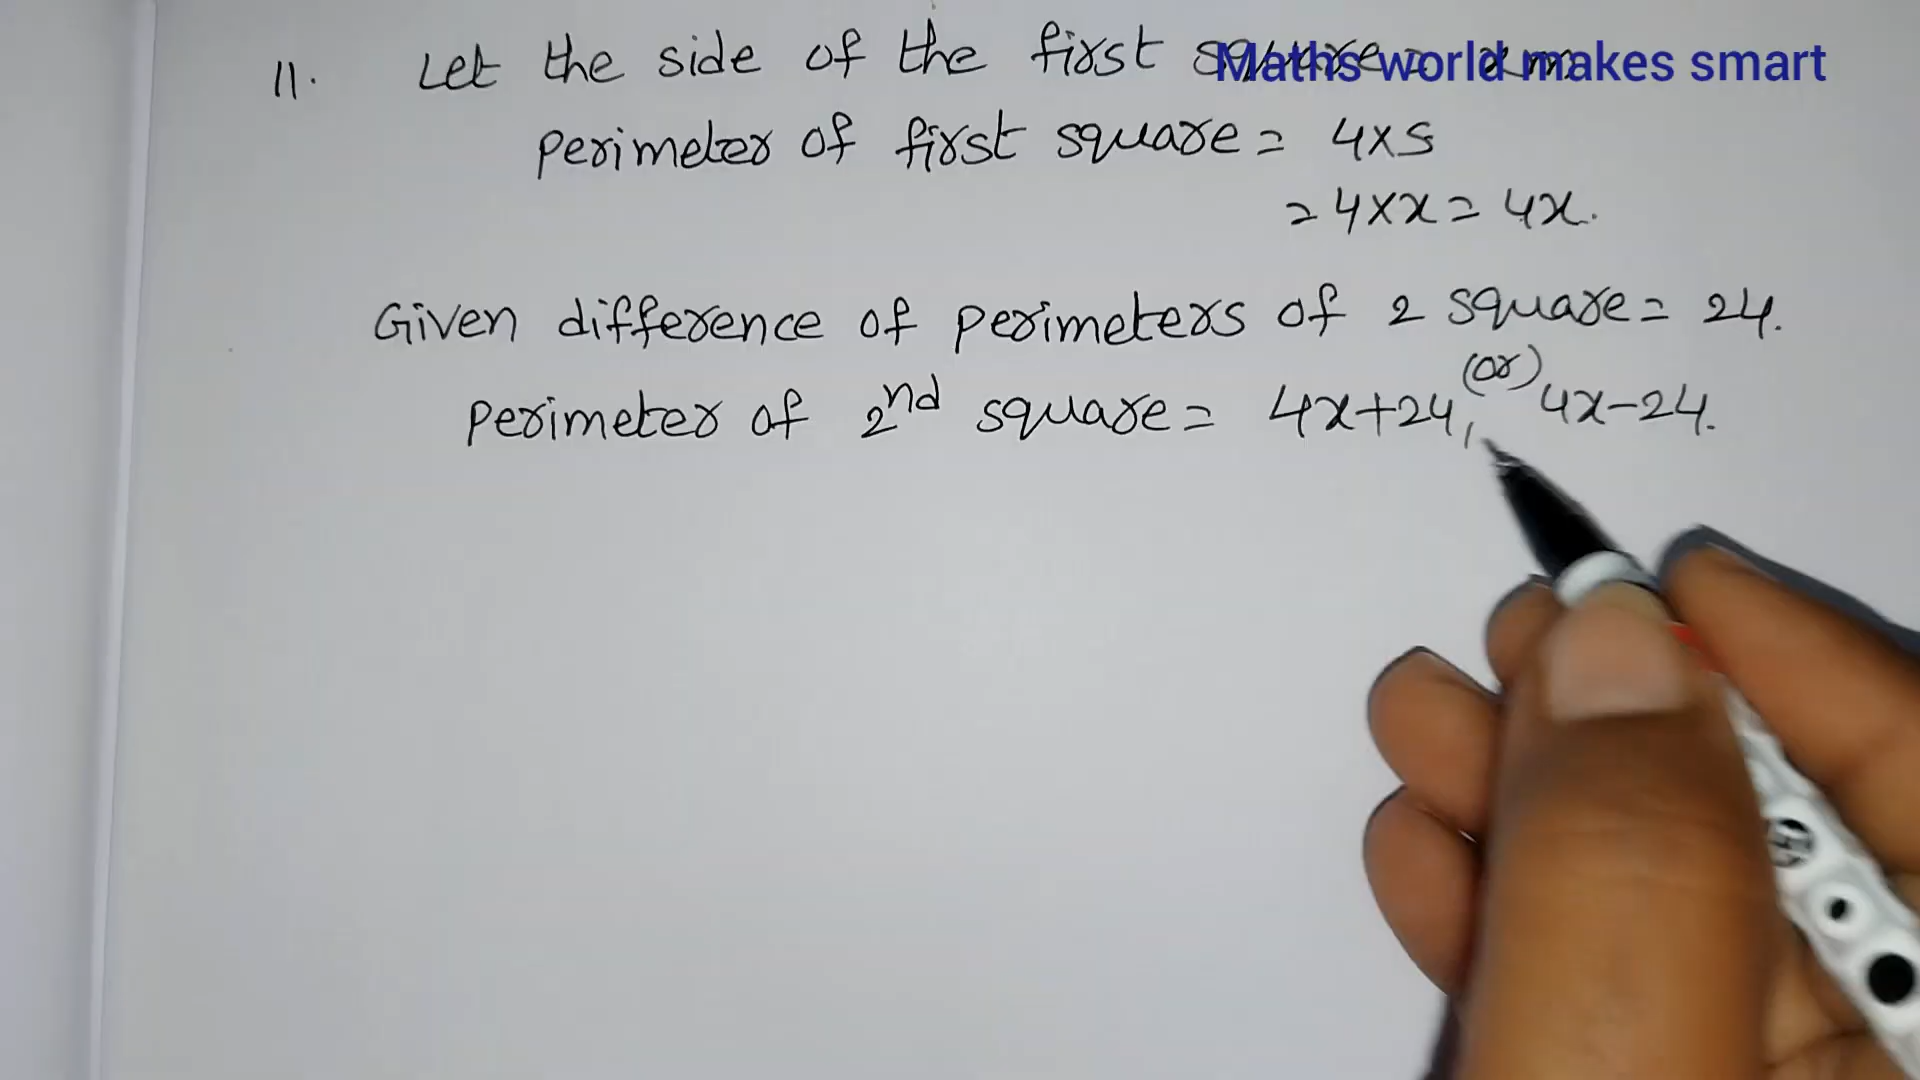 11. Let the side of the first square = x m
Maths world makes smart
Perimeter of first square = 4×s
= 4×x = 4x.
Given difference of perimeters of 2 square = 24.
Perimeter of 2nd square = 4x+24, (or) 4x-24.